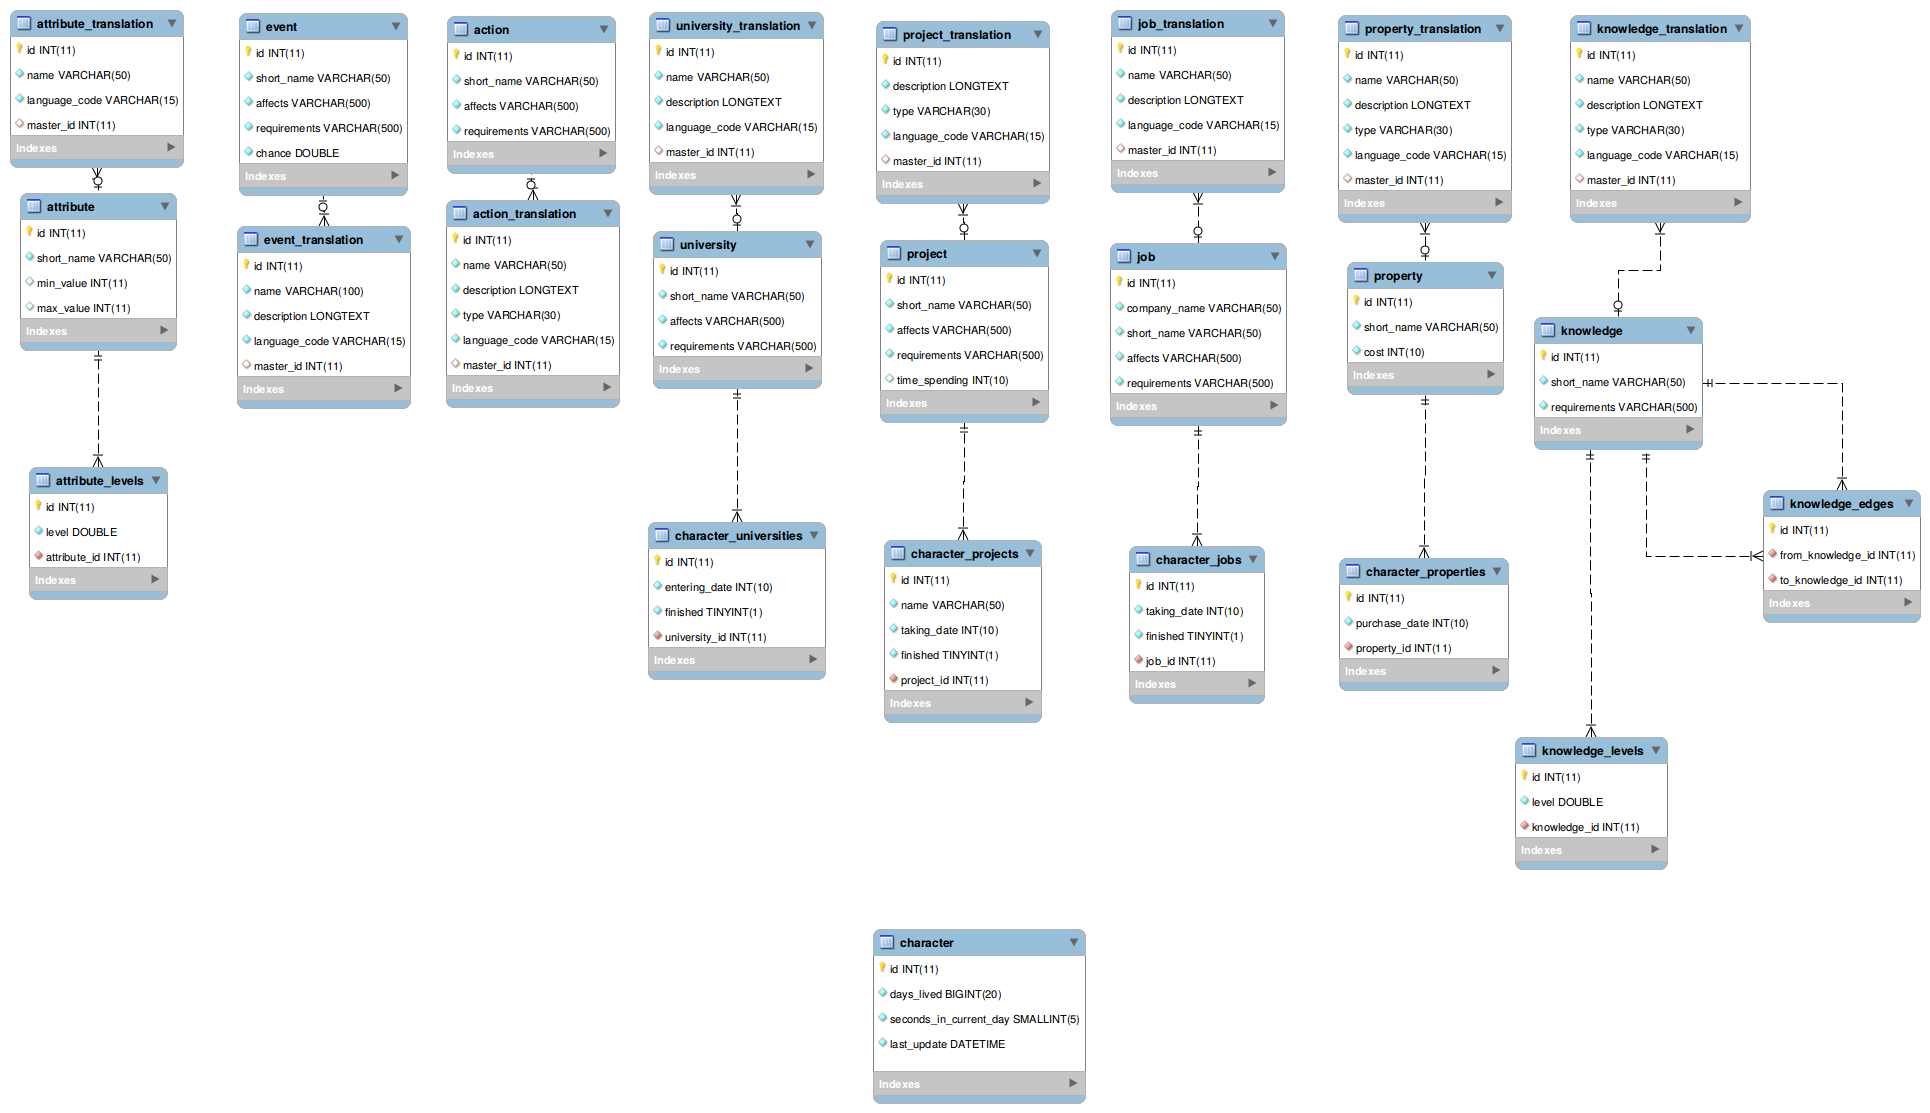 attribute_translation
id INT(11)
name VARCHAR(50)
language_code VARCHAR(15)
master_id INT(11)
Indexes
attribute
id INT(11)
short_name VARCHAR(50)
min_value INT(11)
max_value INT(11)
Indexes
attribute_levels
id INT(11)
level DOUBLE
attribute_id INT(11)
Indexes
event
id INT(11)
short_name VARCHAR(50)
affects VARCHAR(500)
requirements VARCHAR(500)
chance DOUBLE
Indexes
event_translation
id INT(11)
name VARCHAR(100)
description LONGTEXT
language_code VARCHAR(15)
master_id INT(11)
Indexes
action
id INT(11)
short_name VARCHAR(50)
affects VARCHAR(500)
requirements VARCHAR(500)
Indexes
action_translation
id INT(11)
name VARCHAR(50)
description LONGTEXT
type VARCHAR(30)
language_code VARCHAR(15)
master_id INT(11)
Indexes
university_translation
id INT(11)
name VARCHAR(50)
description LONGTEXT
language_code VARCHAR(15)
master_id INT(11)
Indexes
university
id INT(11)
short_name VARCHAR(50)
affects VARCHAR(500)
requirements VARCHAR(500)
Indexes
character_universities
id INT(11)
entering_date INT(10)
finished TINYINT(1)
university_id INT(11)
Indexes
project_translation
id INT(11)
description LONGTEXT
type VARCHAR(30)
language_code VARCHAR(15)
master_id INT(11)
Indexes
project
id INT(11)
short_name VARCHAR(50)
affects VARCHAR(500)
requirements VARCHAR(500)
time_spending INT(10)
Indexes
character_projects
id INT(11)
name VARCHAR(50)
taking_date INT(10)
finished TINYINT(1)
project_id INT(11)
Indexes
job_translation
id INT(11)
name VARCHAR(50)
description LONGTEXT
language_code VARCHAR(15)
master_id INT(11)
Indexes
job
id INT(11)
company_name VARCHAR(50)
short_name VARCHAR(50)
affects VARCHAR(500)
requirements VARCHAR(500)
Indexes
character_jobs
id INT(11)
taking_date INT(10)
finished TINYINT(1)
job_id INT(11)
Indexes
property_translation
id INT(11)
name VARCHAR(50)
description LONGTEXT
type VARCHAR(30)
language_code VARCHAR(15)
master_id INT(11)
Indexes
property
id INT(11)
short_name VARCHAR(50)
cost INT(10)
Indexes
character_properties
id INT(11)
purchase_date INT(10)
property_id INT(11)
Indexes
knowledge_translation
id INT(11)
name VARCHAR(50)
description LONGTEXT
type VARCHAR(30)
language_code VARCHAR(15)
master_id INT(11)
Indexes
knowledge
id INT(11)
short_name VARCHAR(50)
requirements VARCHAR(500)
Indexes
knowledge_edges
id INT(11)
from_knowledge_id INT(11)
to_knowledge_id INT(11)
Indexes
knowledge_levels
id INT(11)
level DOUBLE
knowledge_id INT(11)
Indexes
character
id INT(11)
days_lived BIGINT(20)
seconds_in_current_day SMALLINT(5)
last_update DATETIME
Indexes